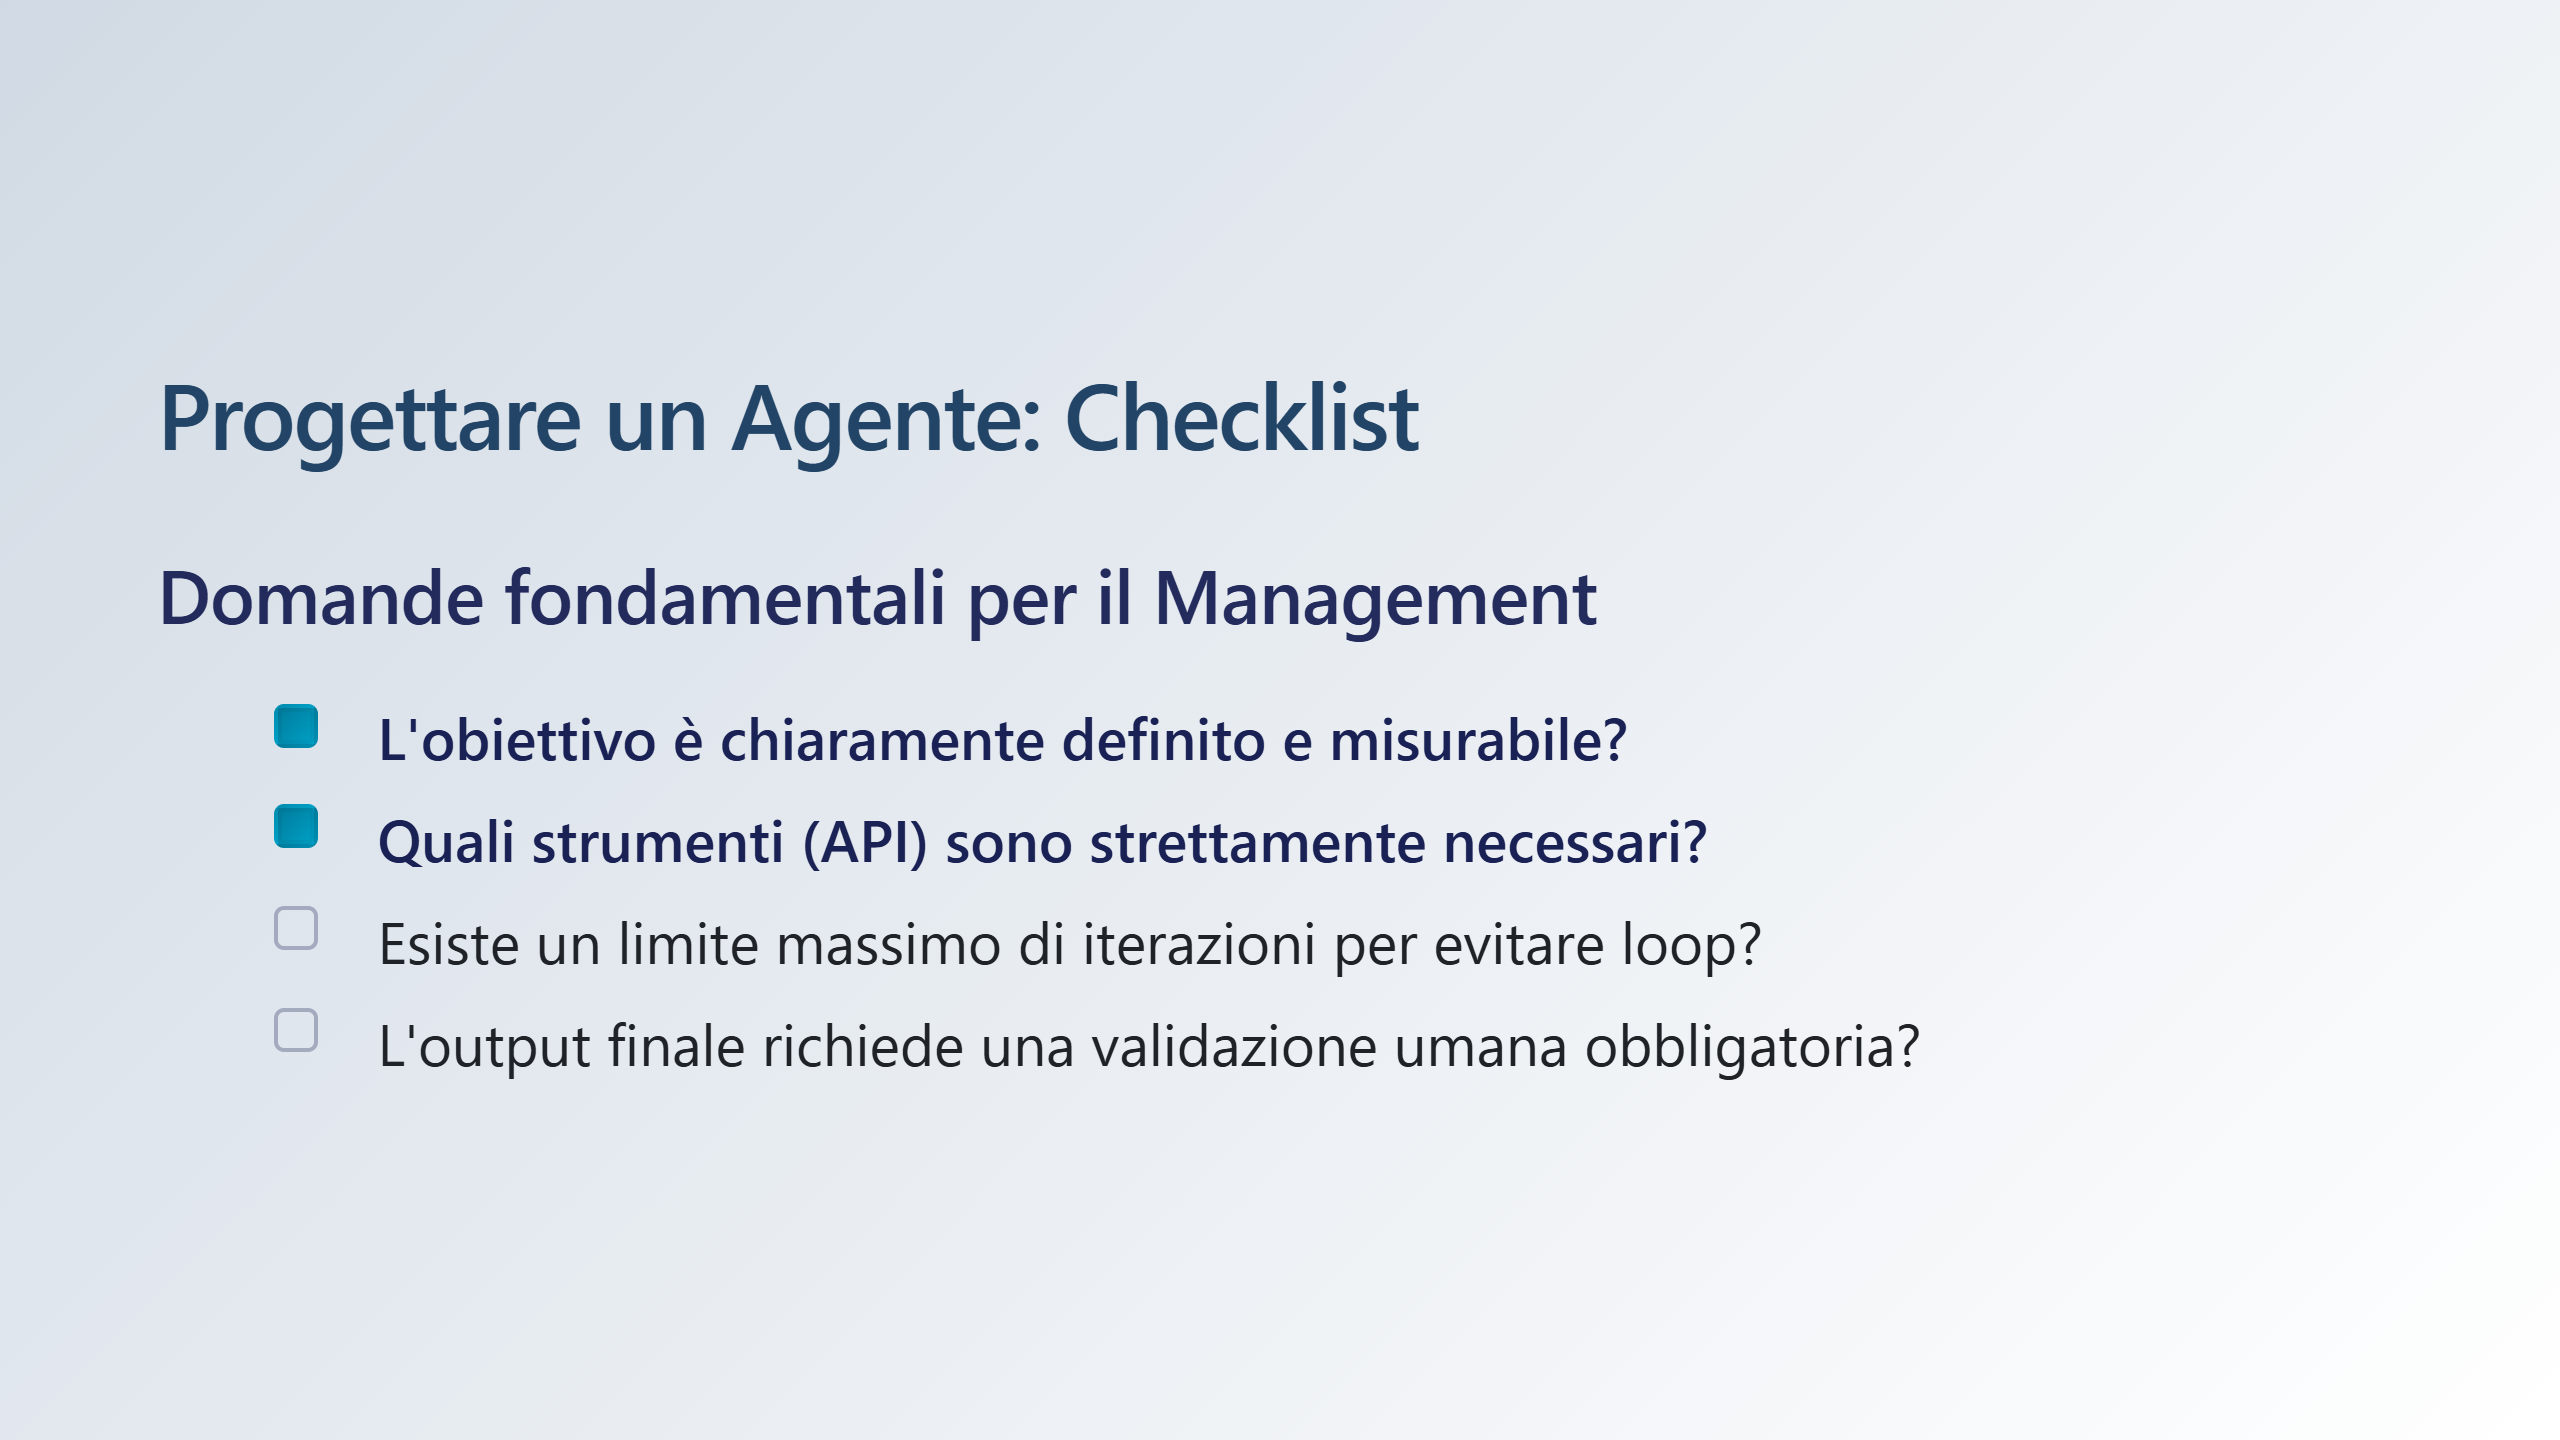 Progettare un Agente: Checklist
Domande fondamentali per il Management
L'obiettivo è chiaramente definito e misurabile?
Quali strumenti (API) sono strettamente necessari?
Esiste un limite massimo di iterazioni per evitare loop?
L'output finale richiede una validazione umana obbligatoria?